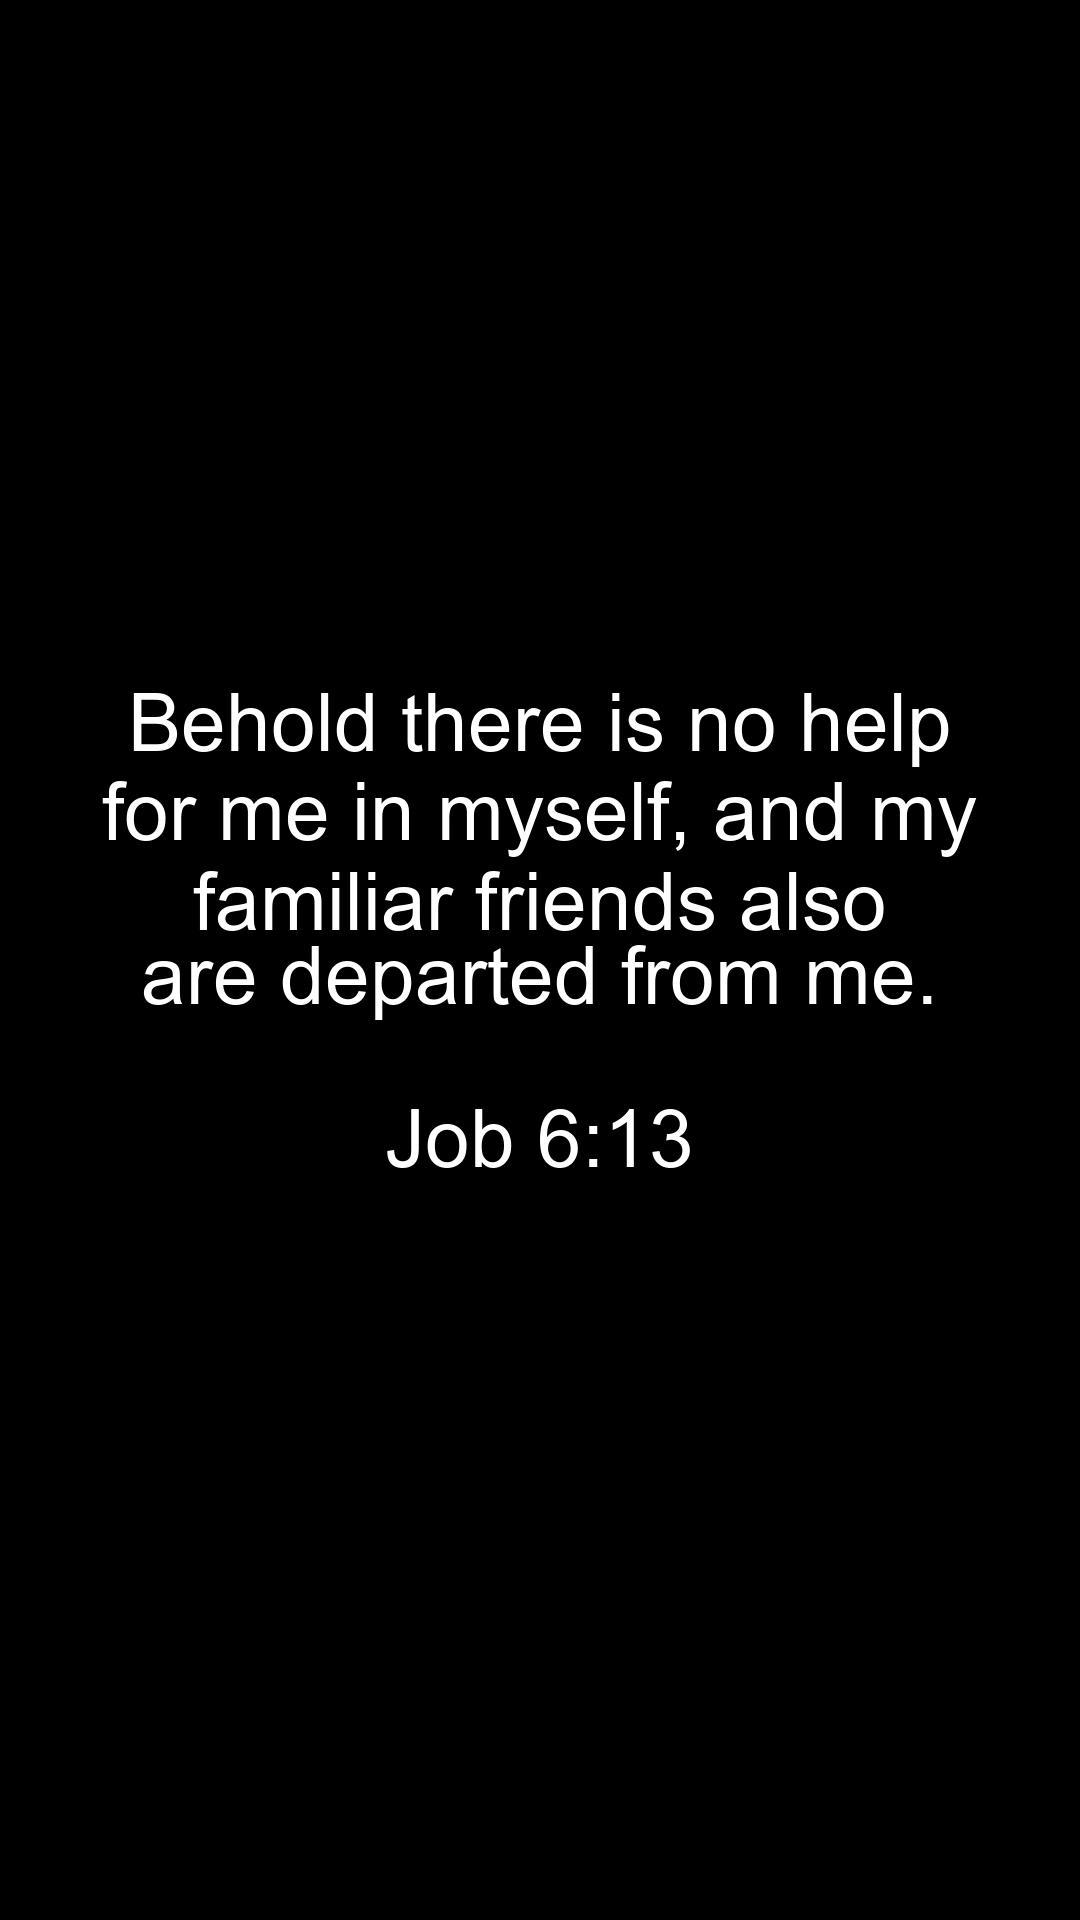 Behold there is no help
for me in myself, and my
familiar friends also
are departed from me.
Job 6:13